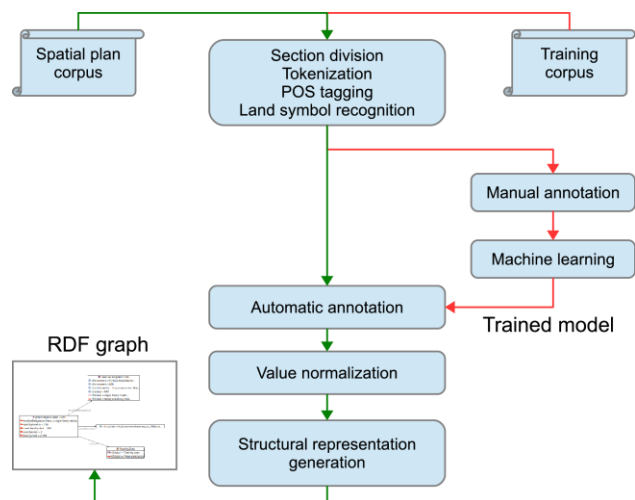 Spatial plan
corpus
Section division
Tokenization
POS tagging
Land symbol recognition
Training
corpus
Manual annotation
Machine learning
Automatic annotation
Trained model
RDF graph
Value normalization
Structural representation
generation